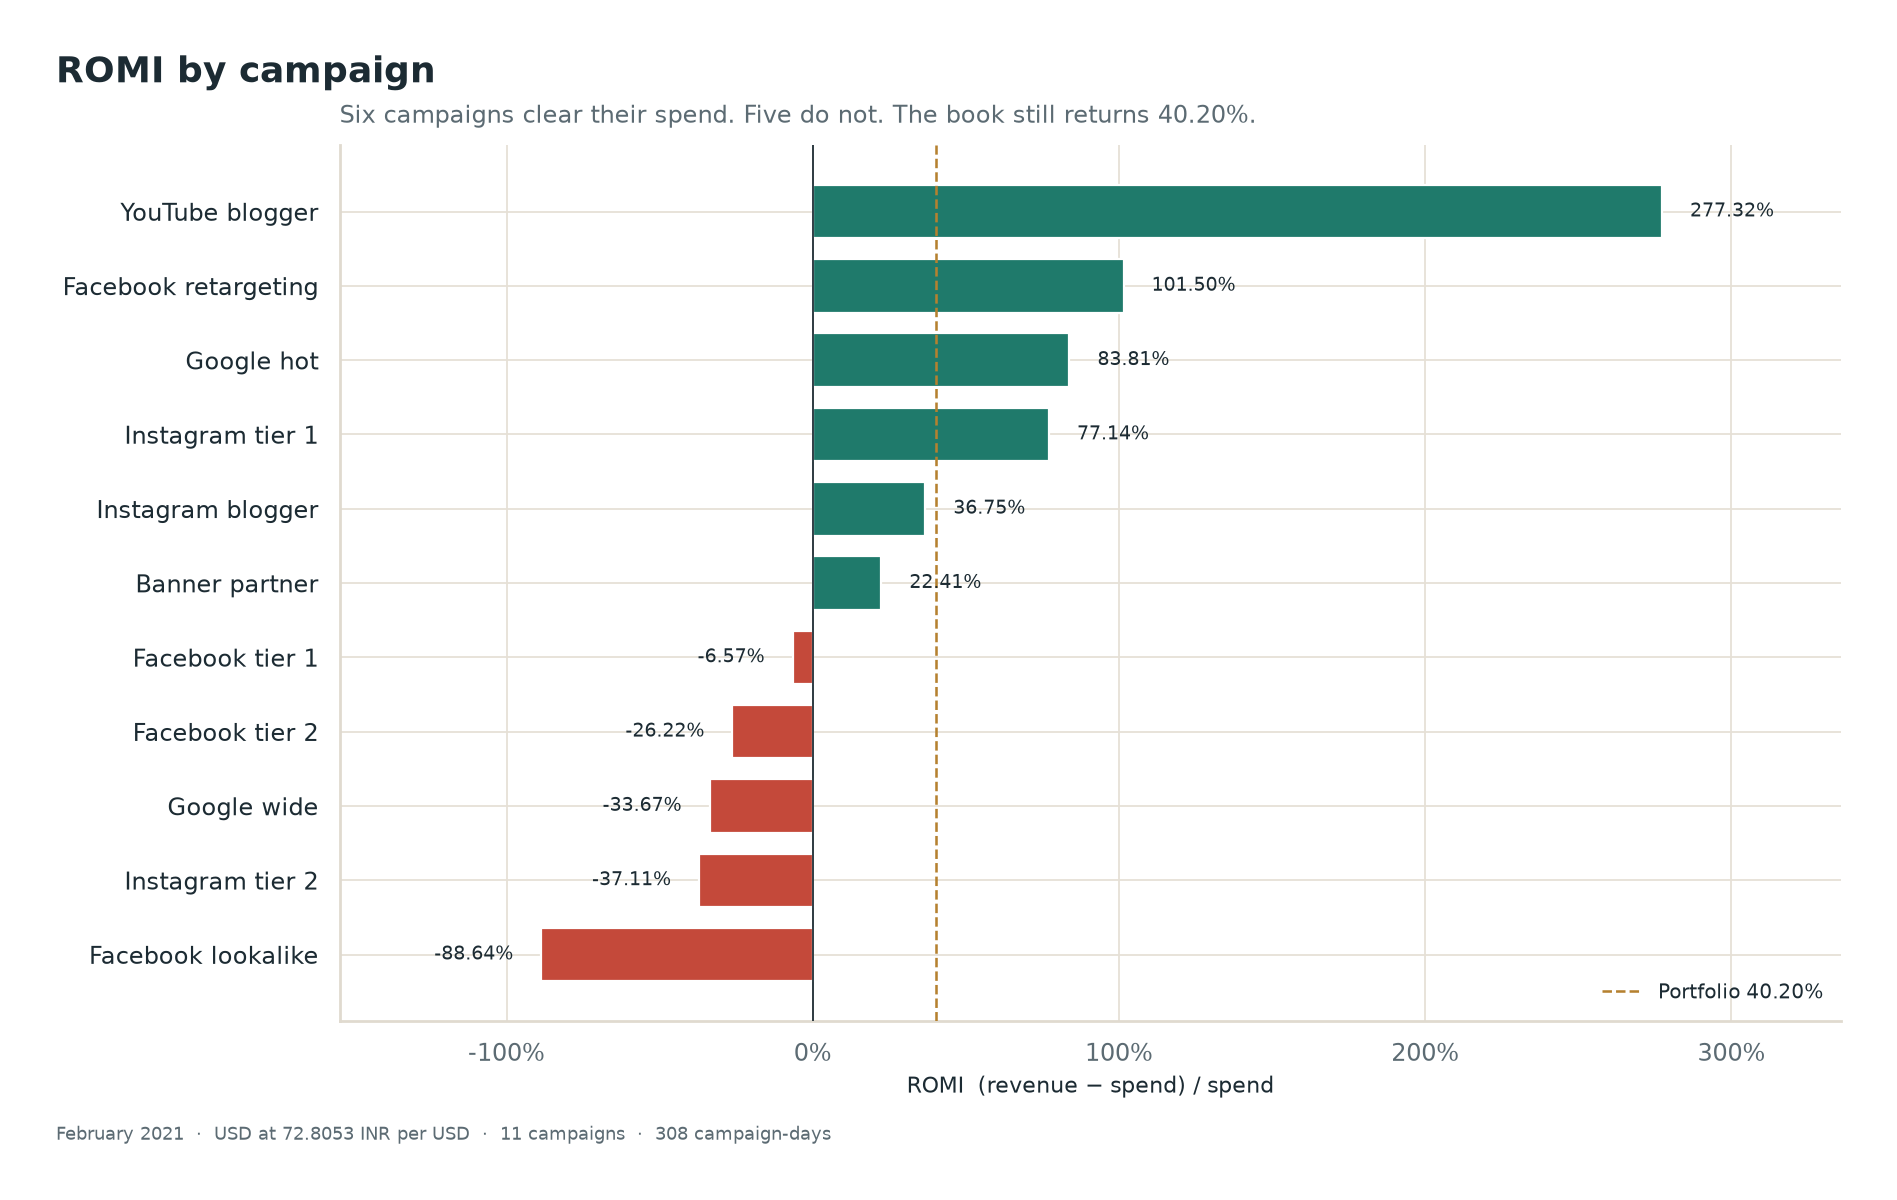 ROMI by campaign
Six campaigns clear their spend. Five do not. The book still returns 40.20%.
YouTube blogger 277.32%
Facebook retargeting 101.50%
Google hot 83.81%
Instagram tier 1 77.14%
Instagram blogger 36.75%
Banner partner 22.41%
Facebook tier 1 -6.57%
Facebook tier 2 -26.22%
Google wide -33.67%
Instagram tier 2 -37.11%
Facebook lookalike -88.64%
Portfolio 40.20%
-100% 0% 100% 200% 300%
ROMI (revenue − spend) / spend
February 2021 · USD at 72.8053 INR per USD · 11 campaigns · 308 campaign-days